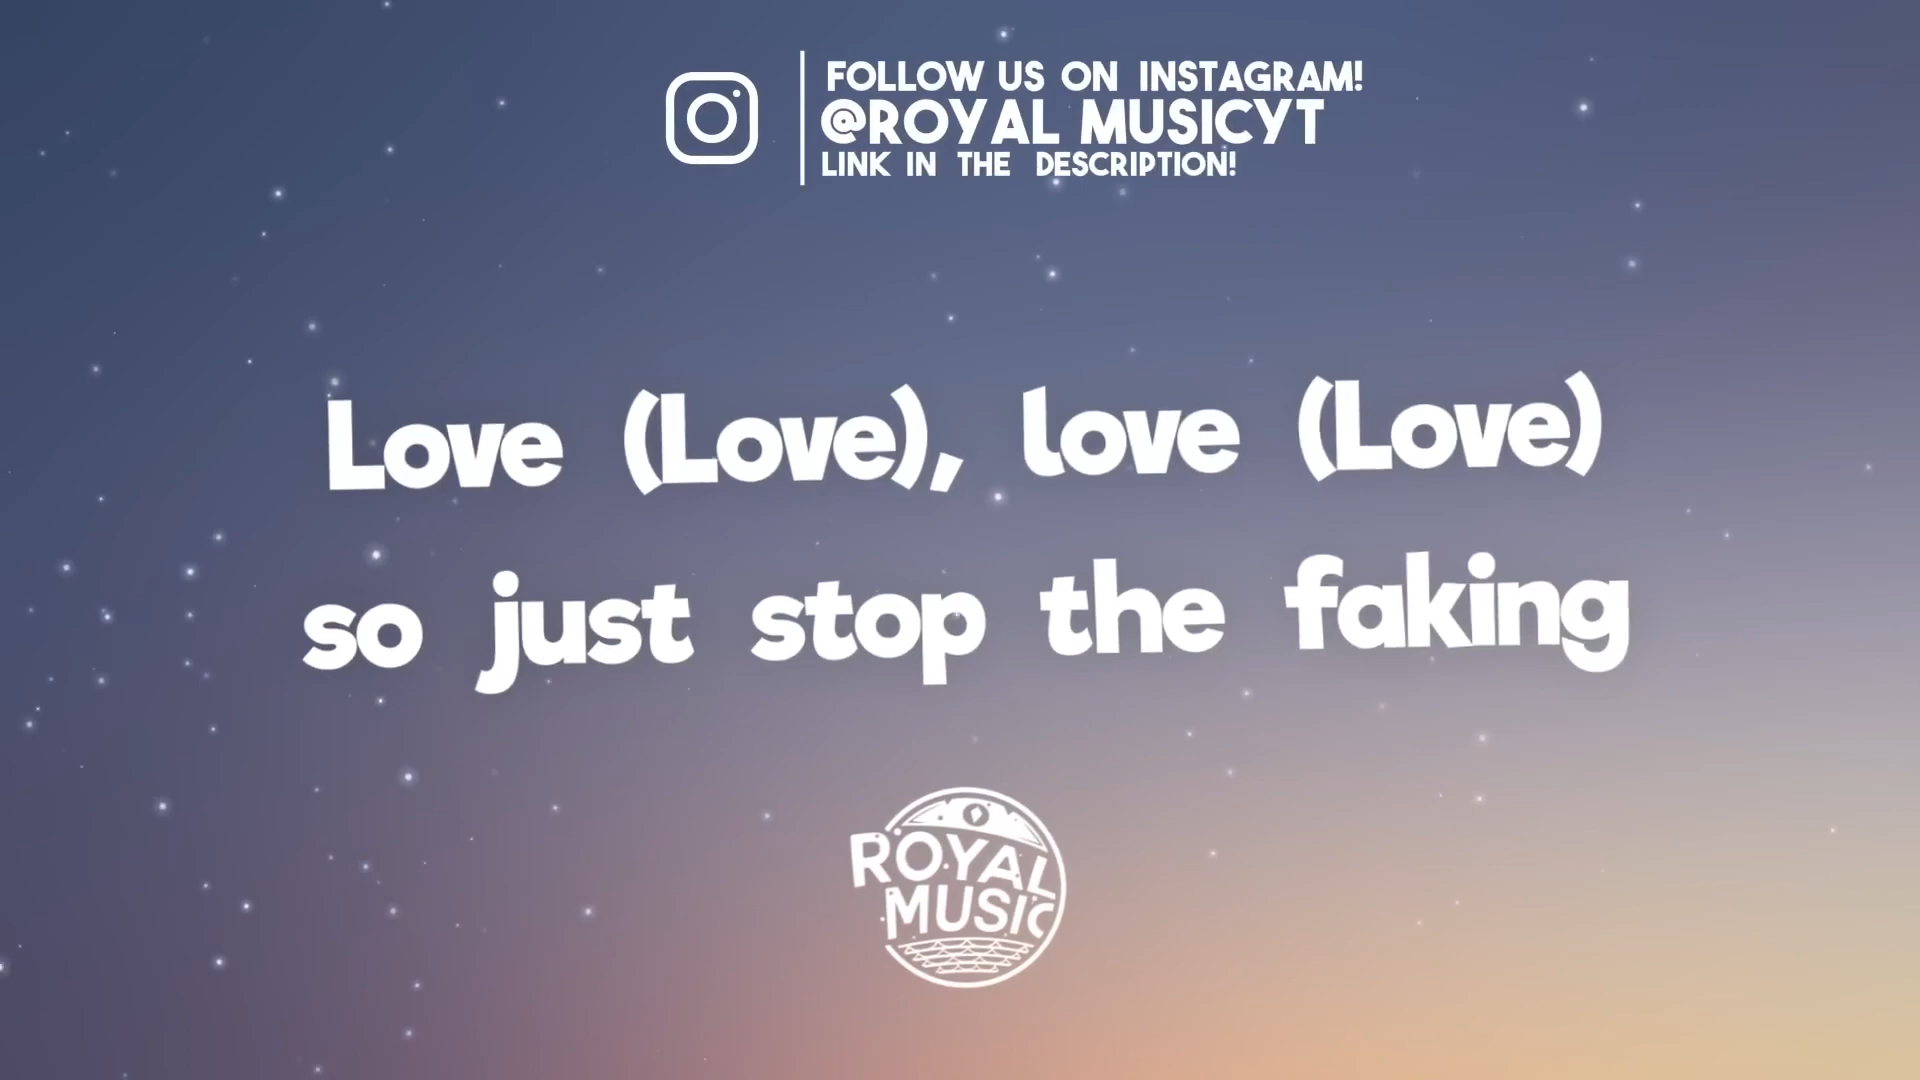 FOLLOW US ON INSTAGRAM!
@ROYAL MUSICYT
LINK IN THE DESCRIPTION!
Love (Love), love (Love)
so just stop the faking
ROYAL
MUSIC